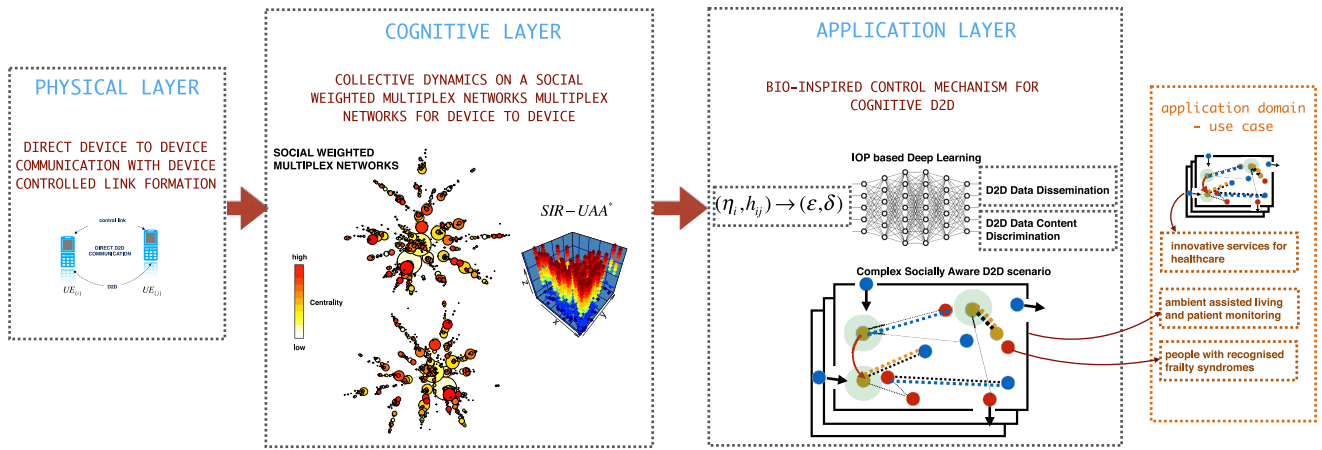 PHYSICAL LAYER
DIRECT DEVICE TO DEVICE
COMMUNICATION WITH DEVICE
CONTROLLED LINK FORMATION
control link
DIRECT D2D
COMMUNICATION
D2D
UE(i)
UE(j)
COGNITIVE LAYER
COLLECTIVE DYNAMICS ON A SOCIAL
WEIGHTED MULTIPLEX NETWORKS MULTIPLEX
NETWORKS FOR DEVICE TO DEVICE
SOCIAL WEIGHTED
MULTIPLEX NETWORKS
high
Centrality
low
SIR-UAA*
z
x
y
APPLICATION LAYER
BIO-INSPIRED CONTROL MECHANISM FOR
COGNITIVE D2D
IOP based Deep Learning
(ηᵢ,hᵢⱼ)→(ε,δ)
D2D Data Dissemination
D2D Data Content
Discrimination
Complex Socially Aware D2D scenario
application domain
- use case
innovative services for
healthcare
ambient assisted living
and patient monitoring
people with recognised
frailty syndromes